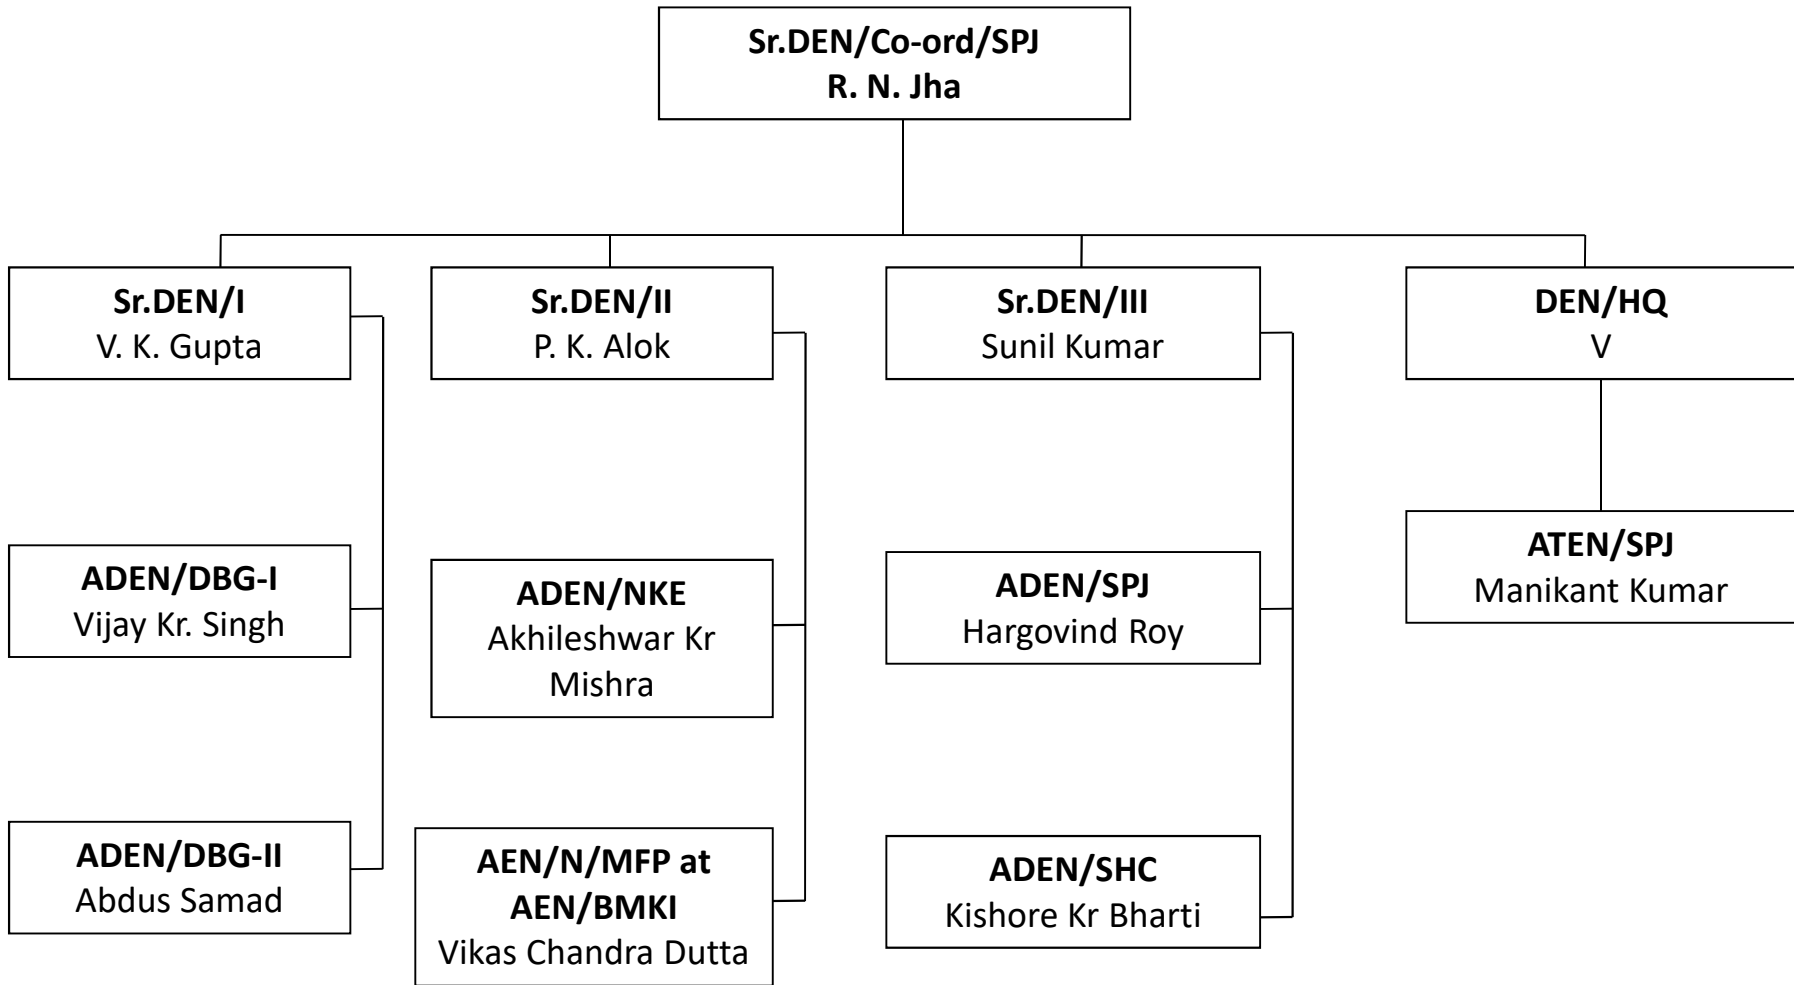 Sr.DEN/Co-ord/SPJ
R. N. Jha
Sr.DEN/I
V. K. Gupta
Sr.DEN/II
P. K. Alok
Sr.DEN/III
Sunil Kumar
DEN/HQ
V
ADEN/DBG-I
Vijay Kr. Singh
ADEN/NKE
Akhileshwar Kr
Mishra
ADEN/SPJ
Hargovind Roy
ATEN/SPJ
Manikant Kumar
ADEN/DBG-II
Abdus Samad
AEN/N/MFP at
AEN/BMKI
Vikas Chandra Dutta
ADEN/SHC
Kishore Kr Bharti